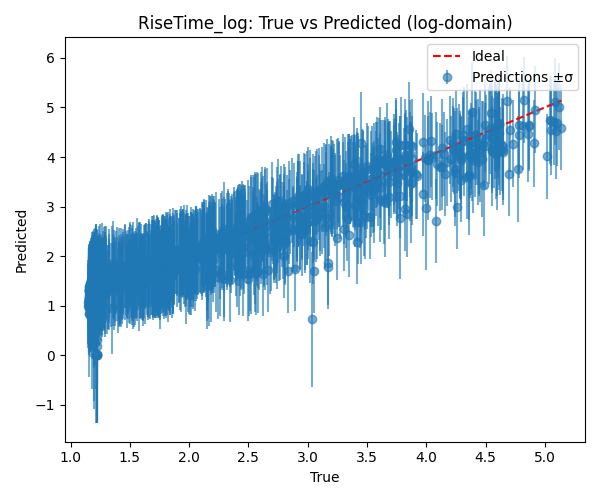 RiseTime_log: True vs Predicted (log-domain)
Ideal
Predictions ±σ
Predicted
6
5
4
3
2
1
0
−1
1.0 1.5 2.0 2.5 3.0 3.5 4.0 4.5 5.0
True